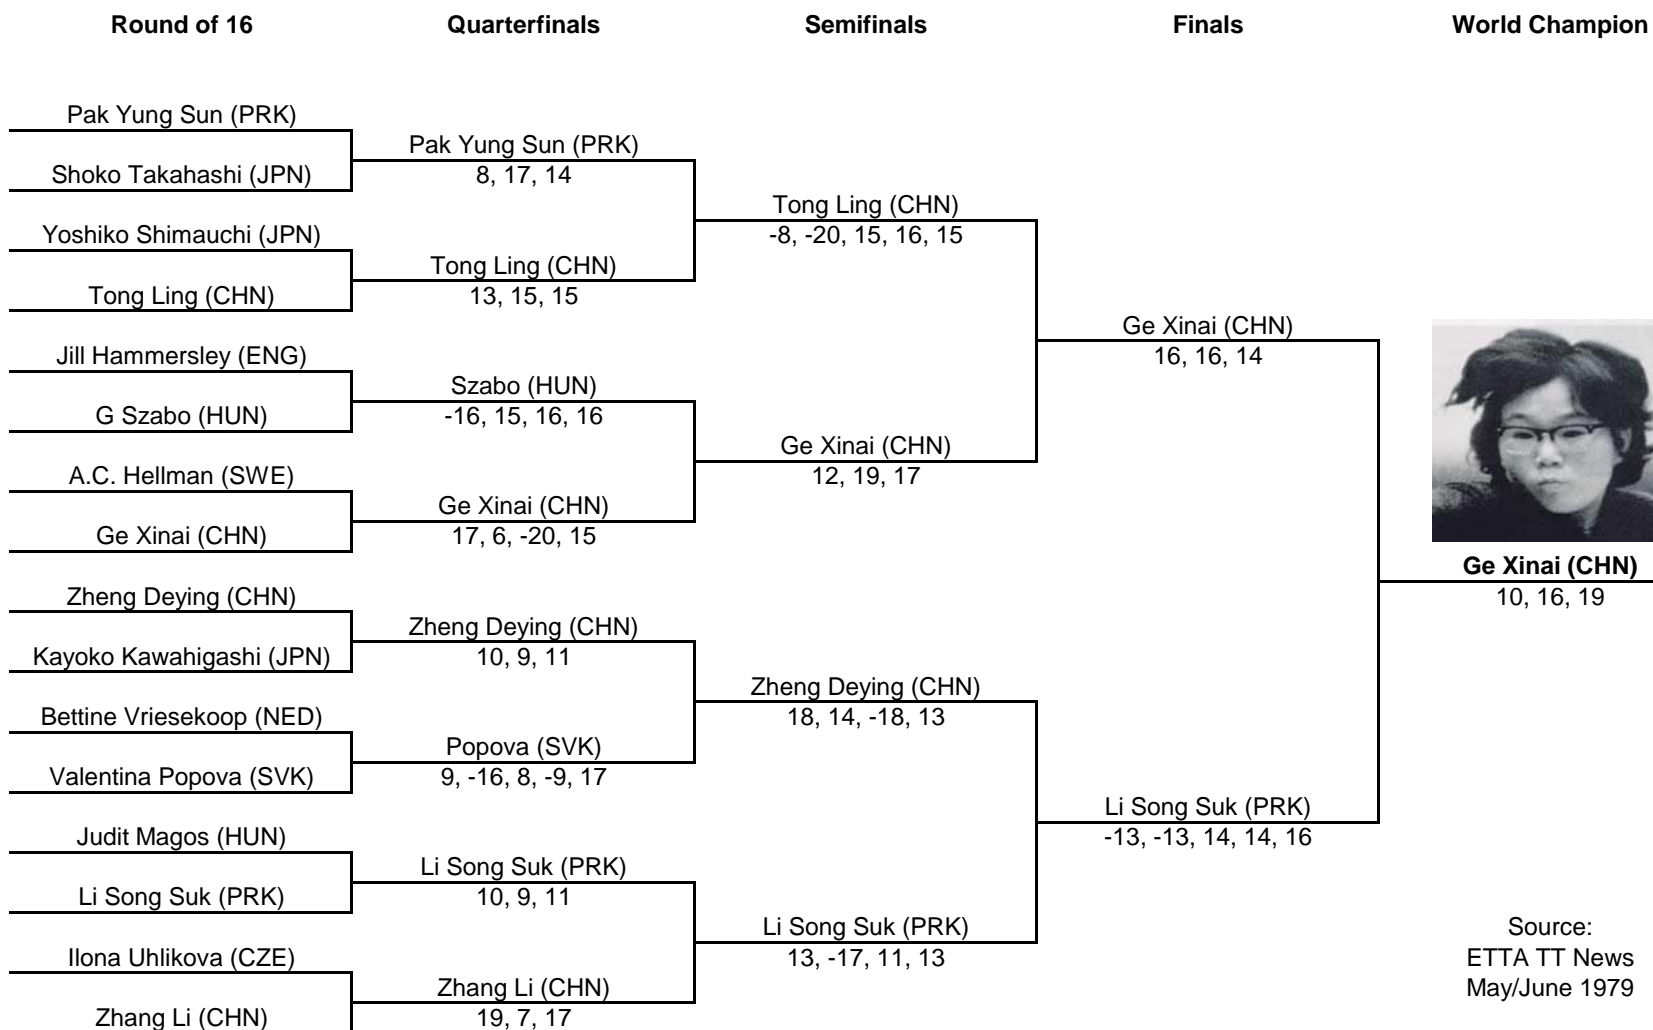 Round of 16
Quarterfinals
Semifinals
Finals
World Champion
Pak Yung Sun (PRK)
Shoko Takahashi (JPN)
Yoshiko Shimauchi (JPN)
Tong Ling (CHN)
Jill Hammersley (ENG)
G Szabo (HUN)
A.C. Hellman (SWE)
Ge Xinai (CHN)
Zheng Deying (CHN)
Kayoko Kawahigashi (JPN)
Bettine Vriesekoop (NED)
Valentina Popova (SVK)
Judit Magos (HUN)
Li Song Suk (PRK)
Ilona Uhlikova (CZE)
Zhang Li (CHN)
Pak Yung Sun (PRK)
8, 17, 14
Tong Ling (CHN)
13, 15, 15
Szabo (HUN)
-16, 15, 16, 16
Ge Xinai (CHN)
17, 6, -20, 15
Zheng Deying (CHN)
10, 9, 11
Popova (SVK)
9, -16, 8, -9, 17
Li Song Suk (PRK)
10, 9, 11
Zhang Li (CHN)
19, 7, 17
Tong Ling (CHN)
-8, -20, 15, 16, 15
Ge Xinai (CHN)
12, 19, 17
Zheng Deying (CHN)
18, 14, -18, 13
Li Song Suk (PRK)
13, -17, 11, 13
Ge Xinai (CHN)
16, 16, 14
Li Song Suk (PRK)
-13, -13, 14, 14, 16
Ge Xinai (CHN)
10, 16, 19
Source:
ETTA TT News
May/June 1979